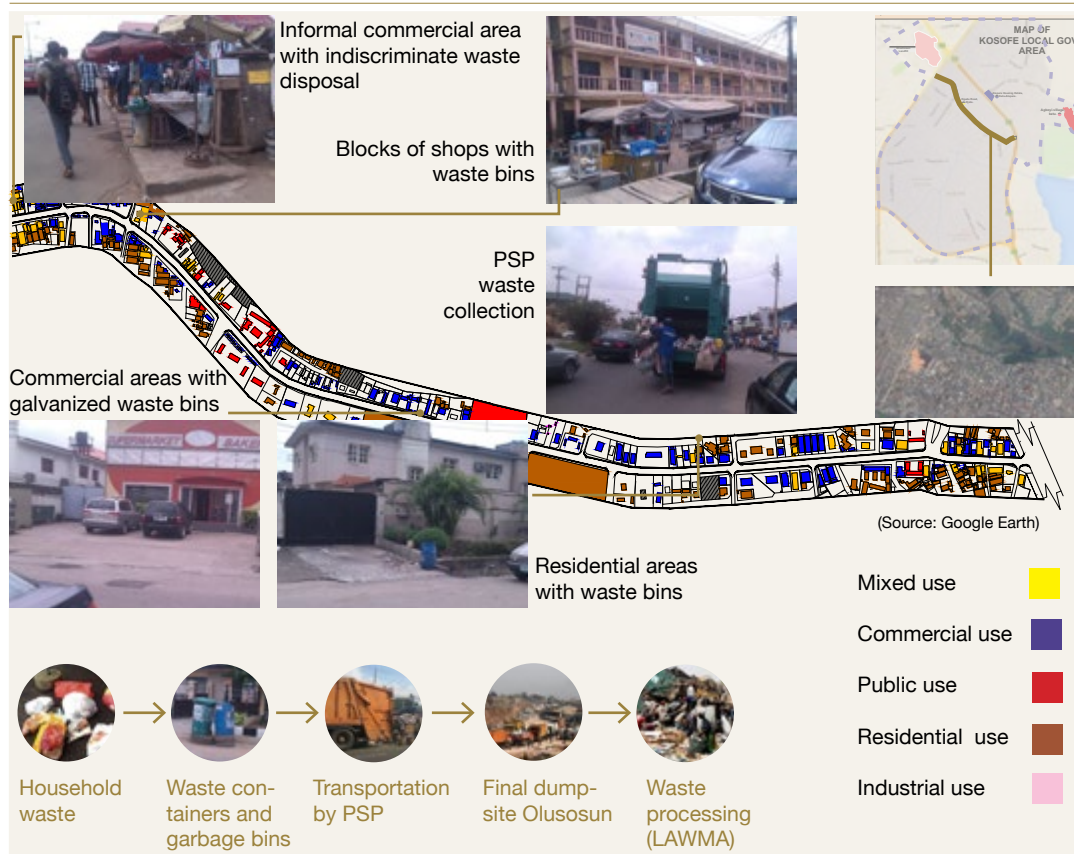 Informal commercial area
with indiscriminate waste
disposal
Blocks of shops with
waste bins
MAP OF
KOSOFE LOCAL GOV
AREA
PSP
waste
collection
Commercial areas with
galvanized waste bins
SUPERMARKET
(Source: Google Earth)
Residential areas
with waste bins
Mixed use
Commercial use
Public use
Residential use
Industrial use
Household
waste
Waste con-
tainers and
garbage bins
Transportation
by PSP
Final dump-
site Olusosun
Waste
processing
(LAWMA)